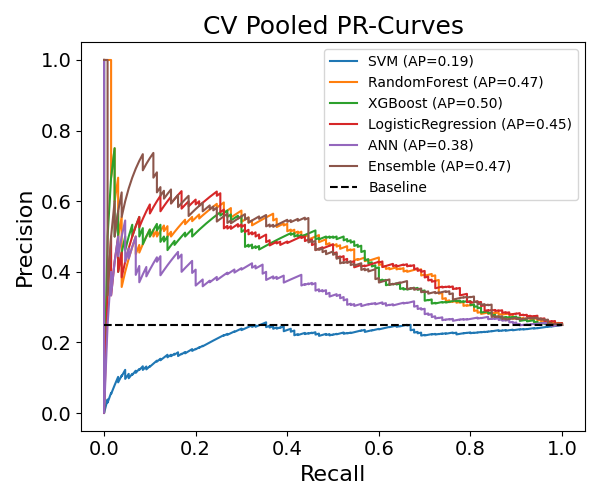 CV Pooled PR-Curves
Precision
1.0
0.8
0.6
0.4
0.2
0.0
SVM (AP=0.19)
RandomForest (AP=0.47)
XGBoost (AP=0.50)
LogisticRegression (AP=0.45)
ANN (AP=0.38)
Ensemble (AP=0.47)
Baseline
0.0 0.2 0.4 0.6 0.8 1.0
Recall